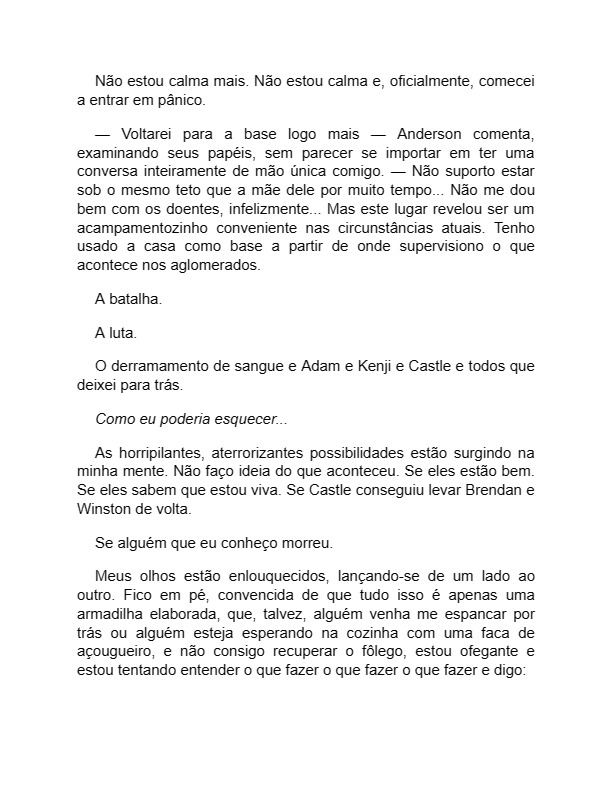 Não estou calma mais. Não estou calma e, oficialmente, comecei
a entrar em pânico.
— Voltarei para a base logo mais — Anderson comenta,
examinando seus papéis, sem parecer se importar em ter uma
conversa inteiramente de mão única comigo. — Não suporto estar
sob o mesmo teto que a mãe dele por muito tempo... Não me dou
bem com os doentes, infelizmente... Mas este lugar revelou ser um
acampamentozinho conveniente nas circunstâncias atuais. Tenho
usado a casa como base a partir de onde supervisiono o que
acontece nos aglomerados.
A batalha.
A luta.
O derramamento de sangue e Adam e Kenji e Castle e todos que
deixei para trás.
Como eu poderia esquecer...
As horripilantes, aterrorizantes possibilidades estão surgindo na
minha mente. Não faço ideia do que aconteceu. Se eles estão bem.
Se eles sabem que estou viva. Se Castle conseguiu levar Brendan e
Winston de volta.
Se alguém que eu conheço morreu.
Meus olhos estão enlouquecidos, lançando-se de um lado ao
outro. Fico em pé, convencida de que tudo isso é apenas uma
armadilha elaborada, que, talvez, alguém venha me espancar por
trás ou alguém esteja esperando na cozinha com uma faca de
açougueiro, e não consigo recuperar o fôlego, estou ofegante e
estou tentando entender o que fazer o que fazer o que fazer e digo: